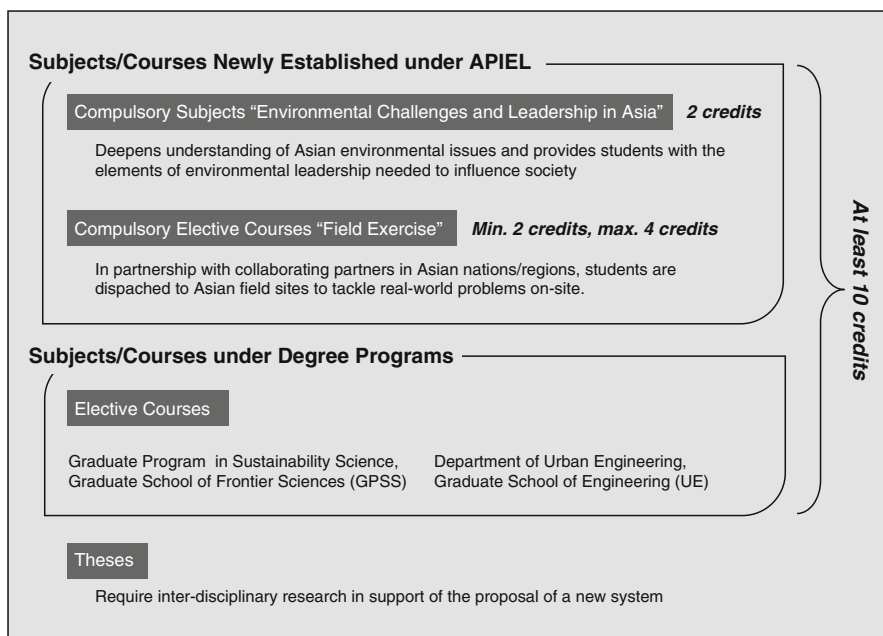 Subjects/Courses Newly Established under APIEL
Compulsory Subjects “Environmental Challenges and Leadership in Asia” 2 credits
Deepens understanding of Asian environmental issues and provides students with the
elements of environmental leadership needed to influence society
Compulsory Elective Courses “Field Exercise” Min. 2 credits, max. 4 credits
In partnership with collaborating partners in Asian nations/regions, students are
dispached to Asian field sites to tackle real-world problems on-site.
At least 10 credits
Subjects/Courses under Degree Programs
Elective Courses
Graduate Program in Sustainability Science,
Graduate School of Frontier Sciences (GPSS)
Department of Urban Engineering,
Graduate School of Engineering (UE)
Theses
Require inter-disciplinary research in support of the proposal of a new system